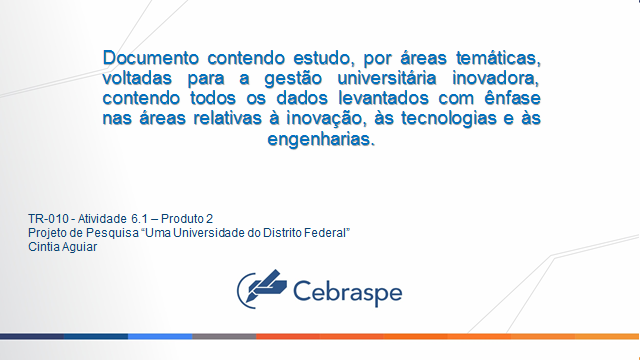 Documento contendo estudo, por áreas temáticas,
voltadas para a gestão universitária inovadora,
contendo todos os dados levantados com ênfase
nas áreas relativas à inovação, às tecnologias e às
engenharias.
TR-010 - Atividade 6.1 – Produto 2
Projeto de Pesquisa “Uma Universidade do Distrito Federal”
Cintia Aguiar
Cebraspe